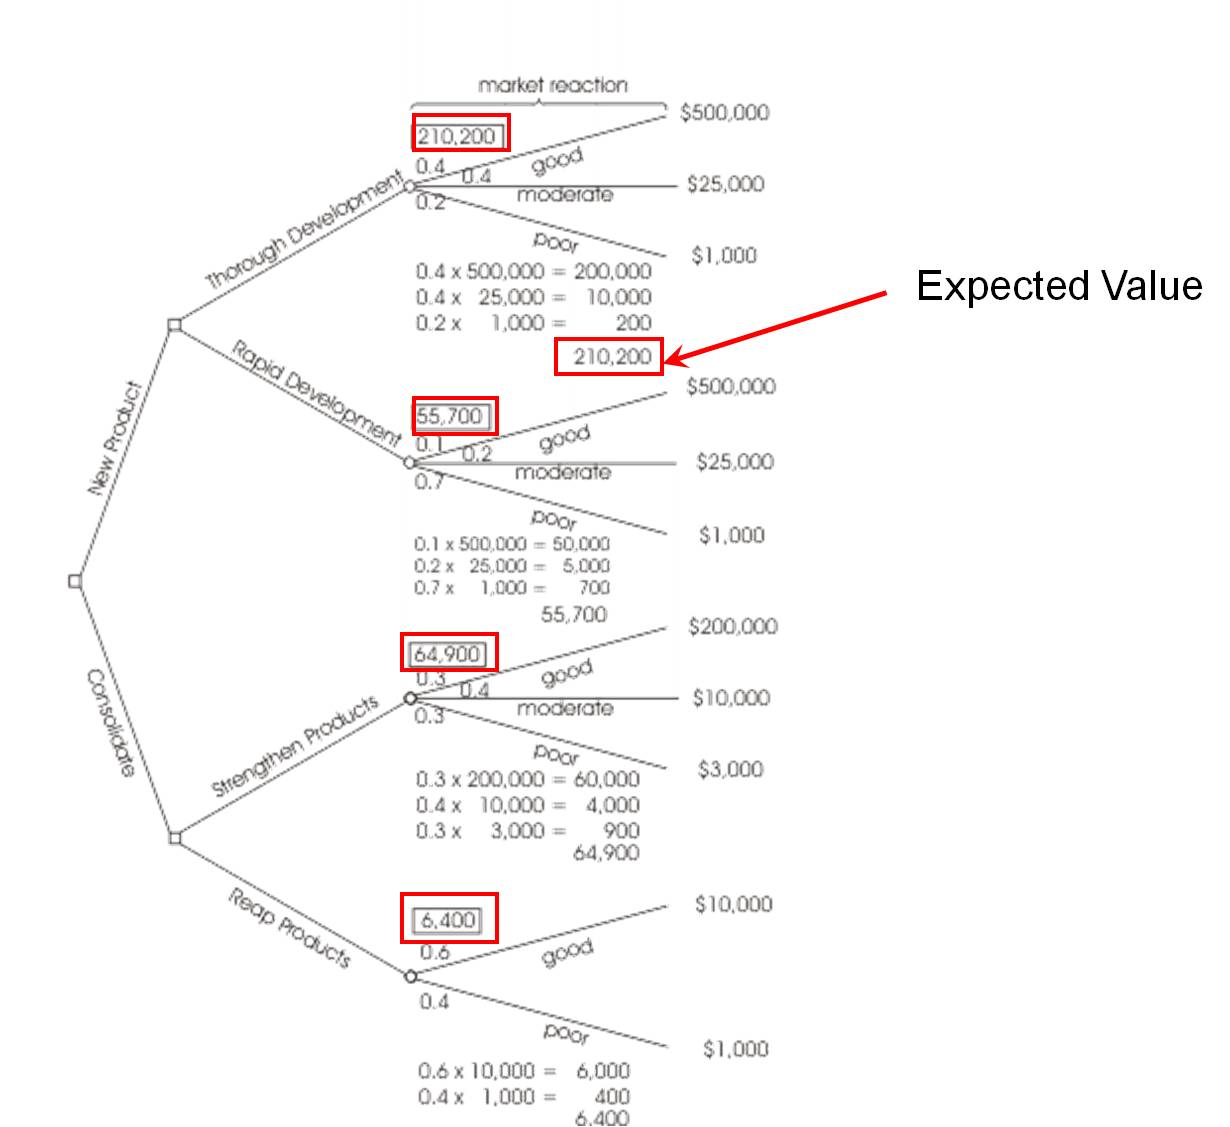 market reaction
$500,000
210,200
0.4
0.4
good
Thorough Development
$25,000
moderate
0.2
poor
$1,000
0.4 x 500,000 = 200,000
0.4 x 25,000 = 10,000
0.2 x 1,000 = 200
210,200
Expected Value
Rapid Development
$500,000
55,700
0.1
0.2
good
$25,000
moderate
0.7
poor
$1,000
0.1 x 500,000 = 50,000
0.2 x 25,000 = 5,000
0.7 x 1,000 = 700
55,700
New Product
Consolidate
$200,000
64,900
0.3
0.4
good
Strengthen Products
$10,000
moderate
0.3
poor
$3,000
0.3 x 200,000 = 60,000
0.4 x 10,000 = 4,000
0.3 x 3,000 = 900
64,900
Reap Products
$10,000
6,400
0.6
good
0.4
poor
$1,000
0.6 x 10,000 = 6,000
0.4 x 1,000 = 400
6,400